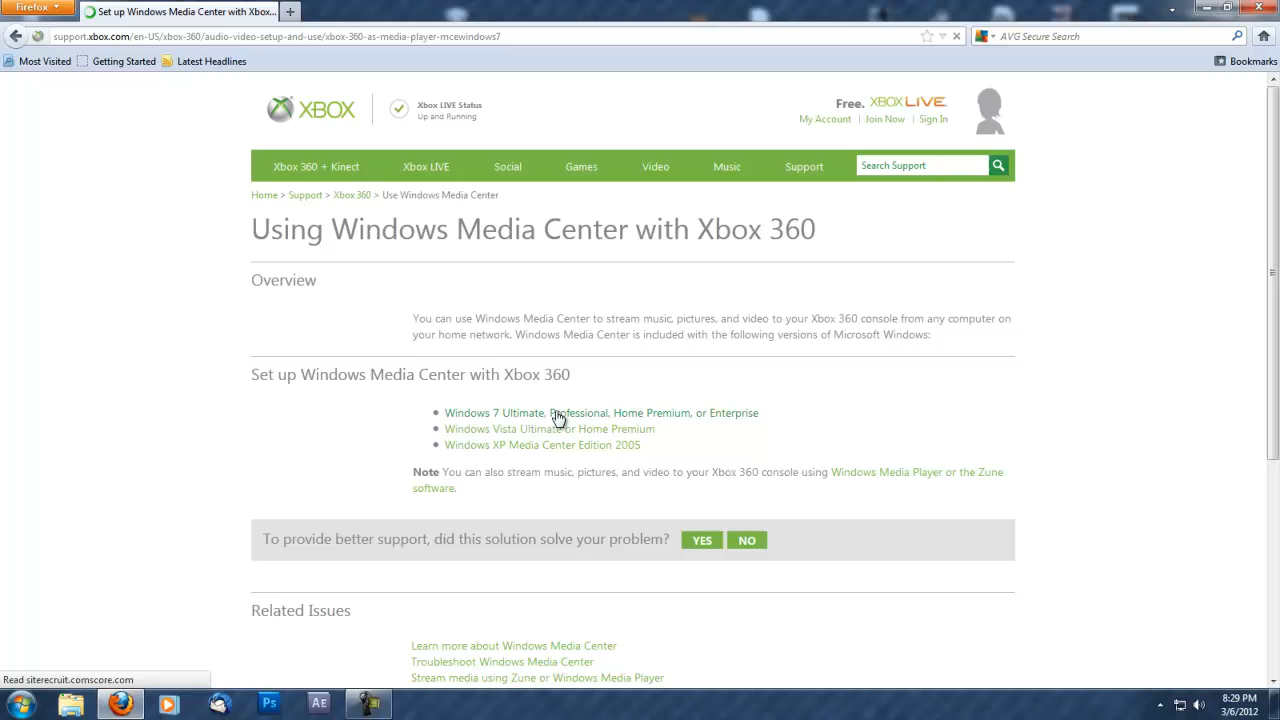 Firefox
Set up Windows Media Center with Xbox...
support.xbox.com/en-US/xbox-360/audio-video-setup-and-use/xbox-360-as-media-player-mcewindows7
AVG Secure Search
Most Visited
Getting Started
Latest Headlines
Bookmarks
XBOX
Xbox LIVE Status
Up and Running
Free. XBOX LIVE.
My Account | Join Now | Sign In
Xbox 360 + Kinect
Xbox LIVE
Social
Games
Video
Music
Support
Search Support
Home > Support > Xbox 360 > Use Windows Media Center
Using Windows Media Center with Xbox 360
Overview
You can use Windows Media Center to stream music, pictures, and video to your Xbox 360 console from any computer on
your home network. Windows Media Center is included with the following versions of Microsoft Windows:
Set up Windows Media Center with Xbox 360
Windows 7 Ultimate, Professional, Home Premium, or Enterprise
Windows Vista Ultimate or Home Premium
Windows XP Media Center Edition 2005
Note You can also stream music, pictures, and video to your Xbox 360 console using Windows Media Player or the Zune
software.
To provide better support, did this solution solve your problem?
YES
NO
Related Issues
Learn more about Windows Media Center
Troubleshoot Windows Media Center
Stream media using Zune or Windows Media Player
Read siterecruit.comscore.com
Ps
Ae
8:29 PM
3/6/2012